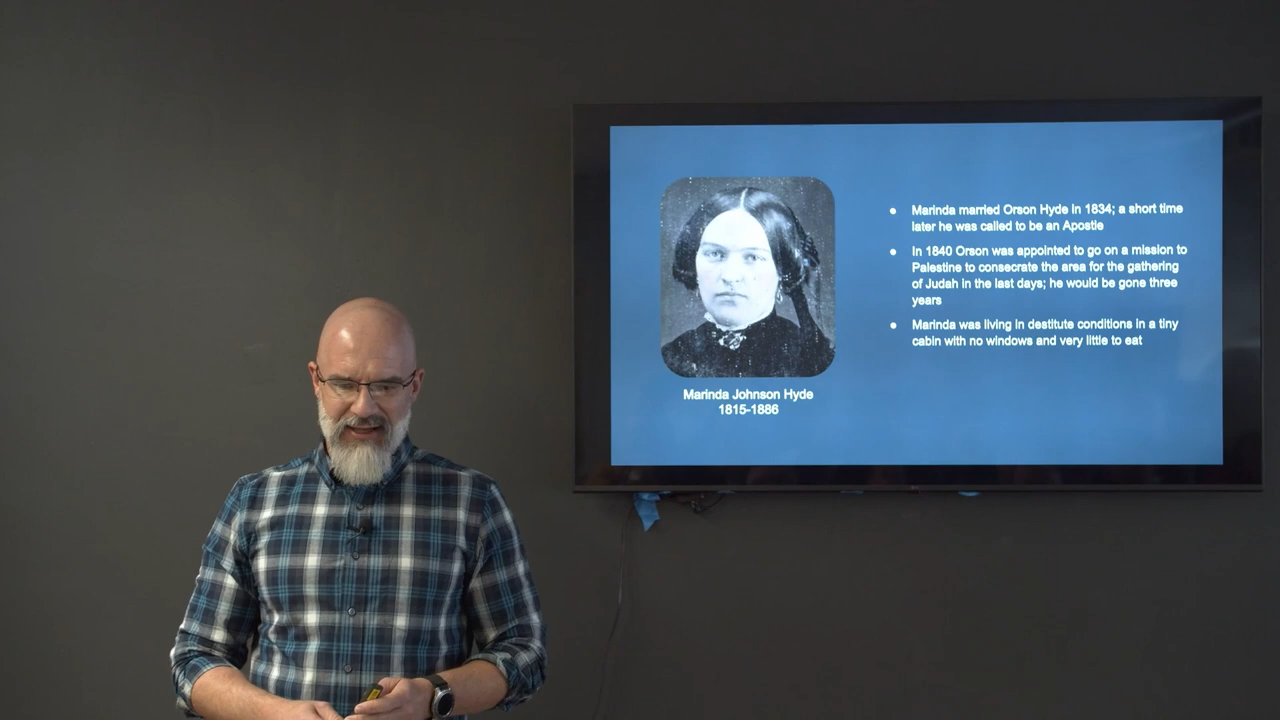 Marinda married Orson Hyde in 1834; a short time
later he was called to be an Apostle
In 1840 Orson was appointed to go on a mission to
Palestine to consecrate the area for the gathering
of Judah in the last days; he would be gone three
years
Marinda was living in destitute conditions in a tiny
cabin with no windows and very little to eat
Marinda Johnson Hyde
1815-1886